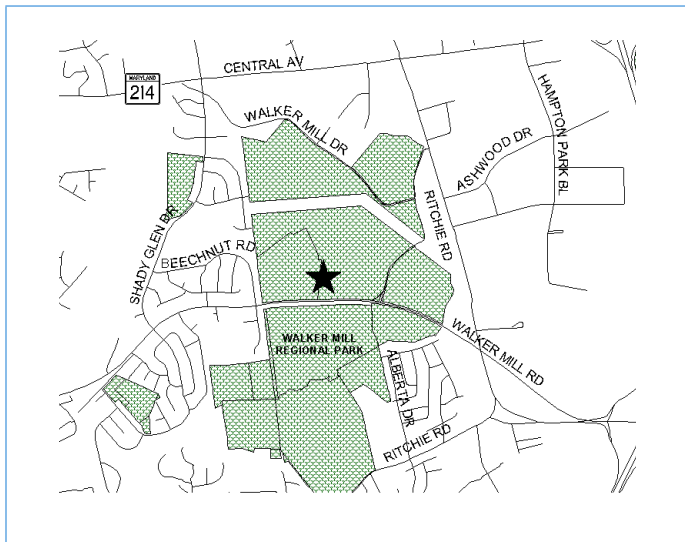 CENTRAL AV
MARYLAND
214
WALKER MILL DR
HAMPTON PARK BL
ASHWOOD DR
RITCHIE RD
SHADY GLEN DR
BEECHNUT RD
WALKER MILL
REGIONAL PARK
WALKER MILL RD
ALBERTA DR
RITCHIE RD